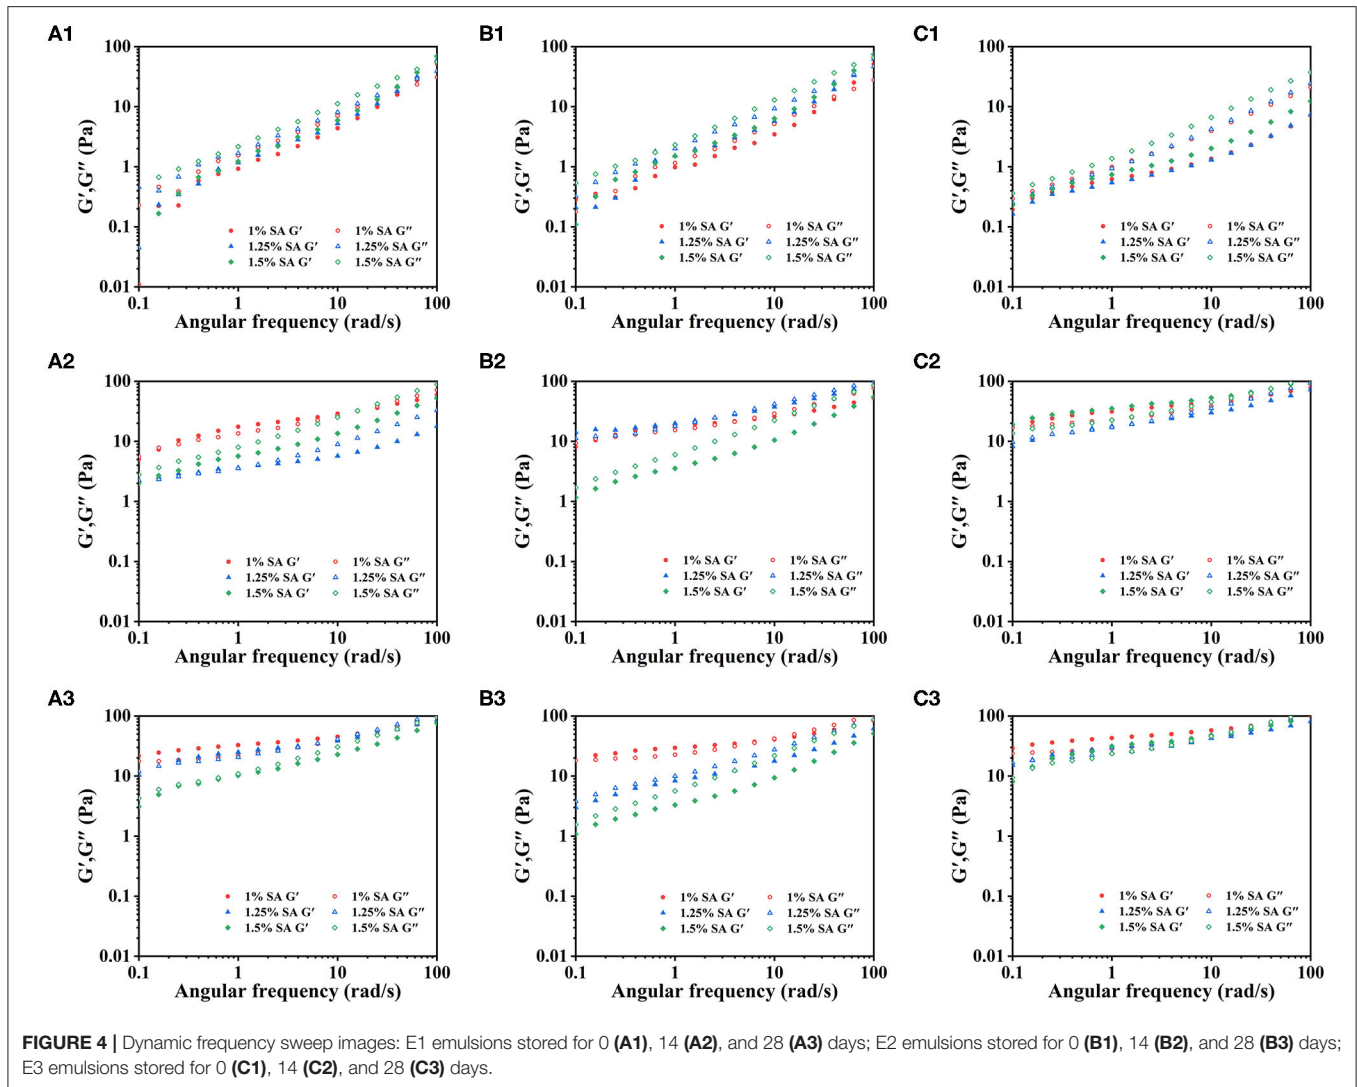 A1
100
10
1
0.1
0.01
G′,G″ (Pa)
1% SA G′ 1% SA G″
1.25% SA G′ 1.25% SA G″
1.5% SA G′ 1.5% SA G″
0.1 1 10 100
Angular frequency (rad/s)
B1
100
10
1
0.1
0.01
G′,G″ (Pa)
1% SA G′ 1% SA G″
1.25% SA G′ 1.25% SA G″
1.5% SA G′ 1.5% SA G″
0.1 1 10 100
Angular frequency (rad/s)
C1
100
10
1
0.1
0.01
G′,G″ (Pa)
1% SA G′ 1% SA G″
1.25% SA G′ 1.25% SA G″
1.5% SA G′ 1.5% SA G″
0.1 1 10 100
Angular frequency (rad/s)
A2
100
10
1
0.1
0.01
G′,G″ (Pa)
1% SA G′ 1% SA G″
1.25% SA G′ 1.25% SA G″
1.5% SA G′ 1.5% SA G″
0.1 1 10 100
Angular frequency (rad/s)
B2
100
10
1
0.1
0.01
G′,G″ (Pa)
1% SA G′ 1% SA G″
1.25% SA G′ 1.25% SA G″
1.5% SA G′ 1.5% SA G″
0.1 1 10 100
Angular frequency (rad/s)
C2
100
10
1
0.1
0.01
G′,G″ (Pa)
1% SA G′ 1% SA G″
1.25% SA G′ 1.25% SA G″
1.5% SA G′ 1.5% SA G″
0.1 1 10 100
Angular frequency (rad/s)
A3
100
10
1
0.1
0.01
G′,G″ (Pa)
1% SA G′ 1% SA G″
1.25% SA G′ 1.25% SA G″
1.5% SA G′ 1.5% SA G″
0.1 1 10 100
Angular frequency (rad/s)
B3
100
10
1
0.1
0.01
G′,G″ (Pa)
1% SA G′ 1% SA G″
1.25% SA G′ 1.25% SA G″
1.5% SA G′ 1.5% SA G″
0.1 1 10 100
Angular frequency (rad/s)
C3
100
10
1
0.1
0.01
G′,G″ (Pa)
1% SA G′ 1% SA G″
1.25% SA G′ 1.25% SA G″
1.5% SA G′ 1.5% SA G″
0.1 1 10 100
Angular frequency (rad/s)
FIGURE 4 | Dynamic frequency sweep images: E1 emulsions stored for 0 (A1), 14 (A2), and 28 (A3) days; E2 emulsions stored for 0 (B1), 14 (B2), and 28 (B3) days;
E3 emulsions stored for 0 (C1), 14 (C2), and 28 (C3) days.